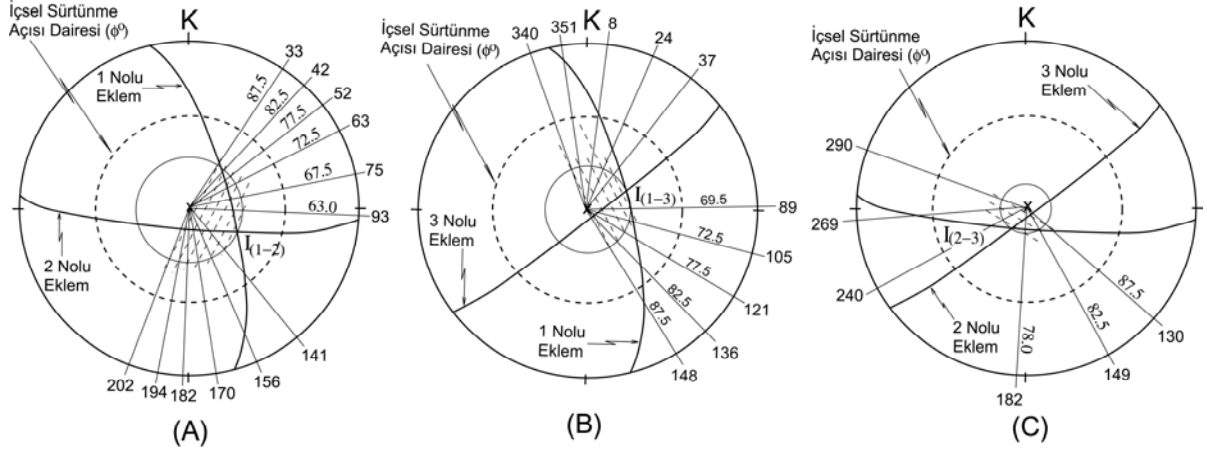 İçsel Sürtünme
Açısı Dairesi (φº)
K
1 Nolu
Eklem
33
42
52
63
75
93
87.5
82.5
77.5
72.5
67.5
63.0
I(1–2)
2 Nolu
Eklem
141
156
170
182
194
202
(A)
İçsel Sürtünme
Açısı Dairesi (φº)
K
340
351
8
24
37
I(1–3)
69.5
89
72.5
105
77.5
121
82.5
136
87.5
148
3 Nolu
Eklem
1 Nolu
Eklem
(B)
İçsel Sürtünme
Açısı Dairesi (φº)
K
3 Nolu
Eklem
290
269
240
I(2–3)
2 Nolu
Eklem
87.5
82.5
78.0
130
149
182
(C)